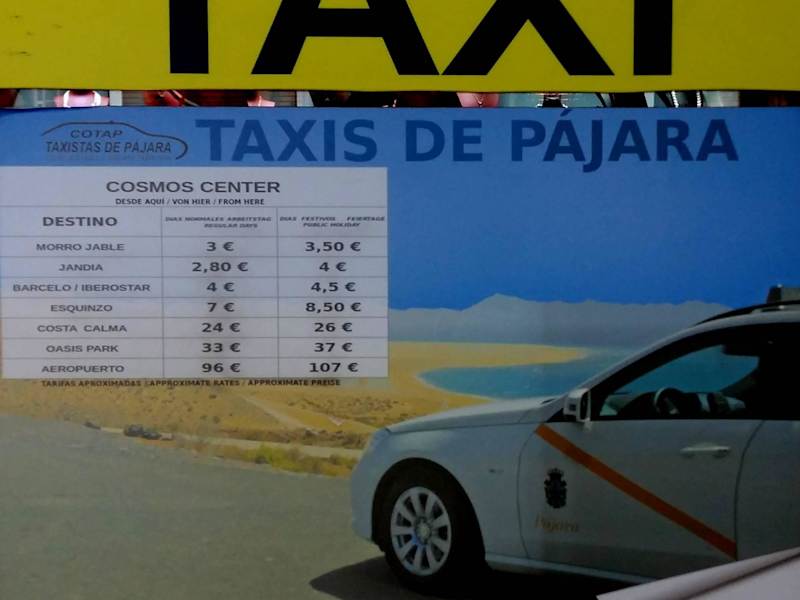 TAXI
COTAP
TAXISTAS DE PÁJARA
TAXIS DE PÁJARA
COSMOS CENTER
DESDE AQUÍ / VON HIER / FROM HERE
DESTINO
DIAS NORMALES ARBEITSTAG
REGULAR DAYS
DIAS FESTIVOS FEIERTAGE
PUBLIC HOLIDAY
MORRO JABLE 3 € 3,50 €
JANDIA 2,80 € 4 €
BARCELO / IBEROSTAR 4 € 4,5 €
ESQUINZO 7 € 8,50 €
COSTA CALMA 24 € 26 €
OASIS PARK 33 € 37 €
AEROPUERTO 96 € 107 €
* TARIFAS APROXIMADAS / APPROXIMATE RATES / APPROXIMATE PREISE
Pájara